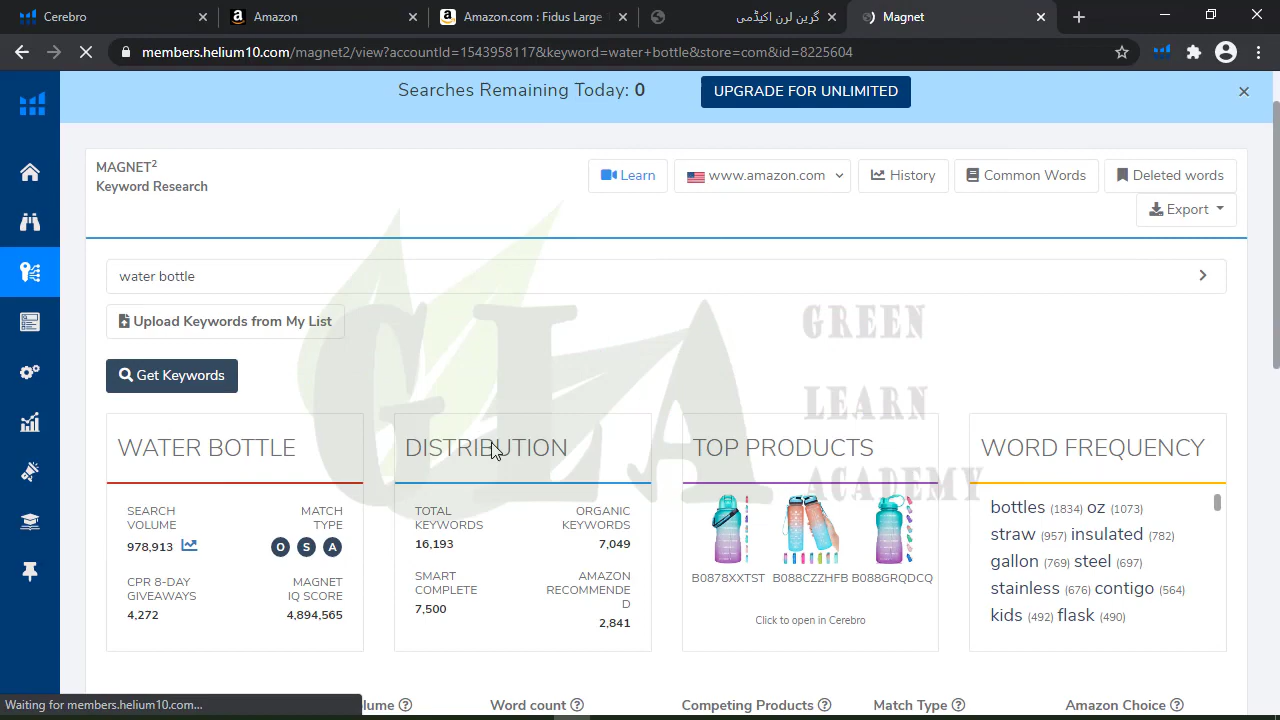 Cerebro
Amazon
Amazon.com : Fidus Large
گرین لرن اکیڈمی
Magnet
members.helium10.com/magnet2/view?accountId=1543958117&keyword=water+bottle&store=com&id=8225604
Searches Remaining Today: 0
UPGRADE FOR UNLIMITED
MAGNET2
Keyword Research
Learn
www.amazon.com
History
Common Words
Deleted words
Export
water bottle
Upload Keywords from My List
Get Keywords
GLA
GREEN
LEARN
ACADEMY
WATER BOTTLE
SEARCH
VOLUME
978,913
MATCH
TYPE
O S A
CPR 8-DAY
GIVEAWAYS
4,272
MAGNET
IQ SCORE
4,894,565
DISTRIBUTION
TOTAL
KEYWORDS
16,193
ORGANIC
KEYWORDS
7,049
SMART
COMPLETE
7,500
AMAZON
RECOMMENDE
D
2,841
TOP PRODUCTS
B0878XXTST B088CZZHFB B088GRQDCQ
Click to open in Cerebro
WORD FREQUENCY
bottles (1834) oz (1073)
straw (957) insulated (782)
gallon (769) steel (697)
stainless (676) contigo (564)
kids (492) flask (490)
Waiting for members.helium10.com...
lume
Word count
Competing Products
Match Type
Amazon Choice